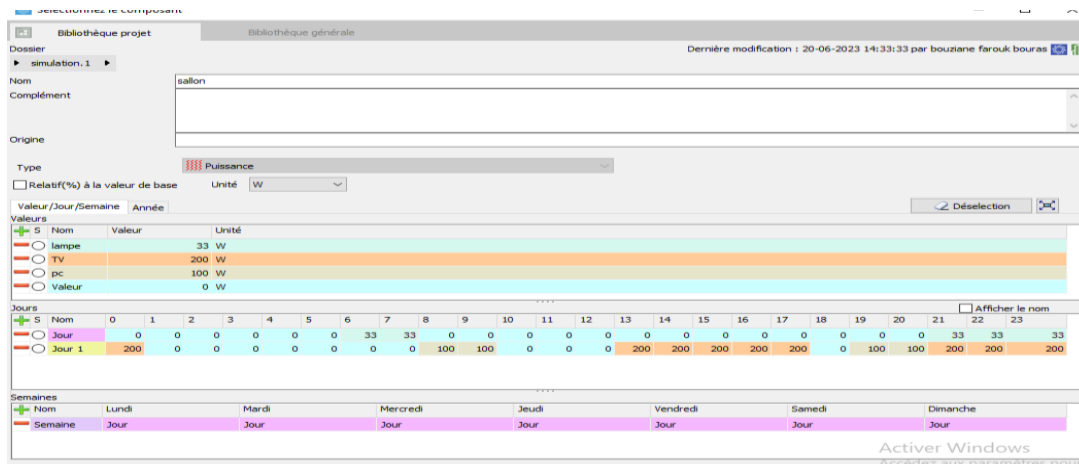 Sélectionnez le composant
Bibliothèque projet Bibliothèque générale
Dossier Dernière modification : 20-06-2023 14:33:33 par bouziane farouk bouras
simulation.1
Nom sallon
Complément
Origine
Type Puissance
Relatif(%) à la valeur de base Unité W
Valeur/Jour/Semaine Année Déselection
Valeurs
S Nom Valeur Unité
lampe 33 W
TV 200 W
pc 100 W
Valeur 0 W
Jours Afficher le nom
S Nom 0 1 2 3 4 5 6 7 8 9 10 11 12 13 14 15 16 17 18 19 20 21 22 23
Jour 0 0 0 0 0 0 33 33 0 0 0 0 0 0 0 0 0 0 0 0 0 33 33 33
Jour 1 200 0 0 0 0 0 0 0 100 100 0 0 0 200 200 200 200 200 0 100 100 200 200 200
Semaines
Nom Lundi Mardi Mercredi Jeudi Vendredi Samedi Dimanche
Semaine Jour Jour Jour Jour Jour Jour Jour
Activer Windows
Accédez aux paramètres pour